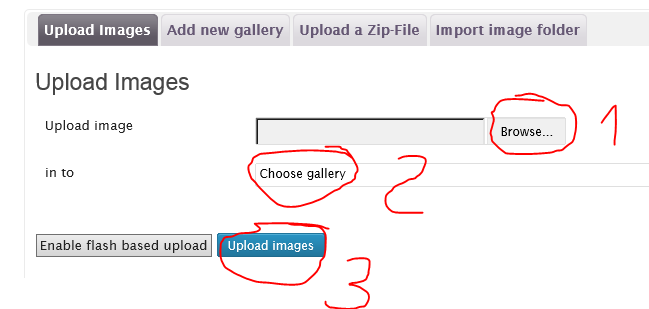 Upload Images Add new gallery Upload a Zip-File Import image folder
Upload Images
Upload image Browse... 1
in to Choose gallery 2
Enable flash based upload Upload images 3